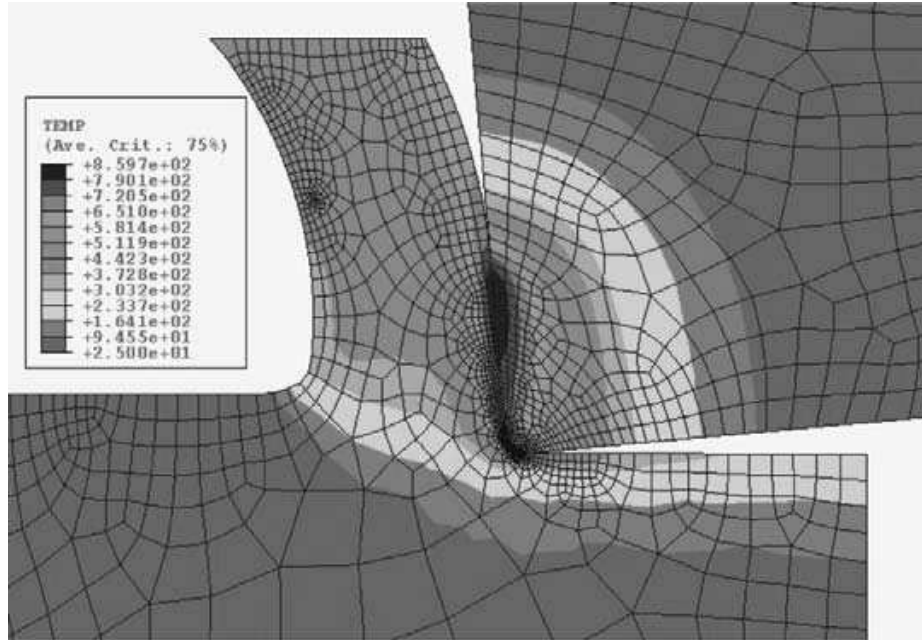 TEMP
(Ave. Crit.: 75%)
+8.597e+02
+7.901e+02
+7.205e+02
+6.510e+02
+5.814e+02
+5.119e+02
+4.423e+02
+3.728e+02
+3.032e+02
+2.337e+02
+1.641e+02
+9.455e+01
+2.500e+01